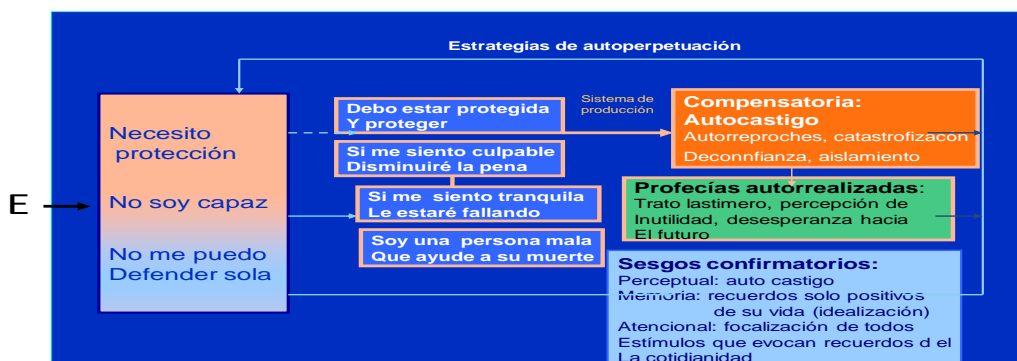 Estrategias de autoperpetuación
E
Necesito
protección
No soy capaz
No me puedo
Defender sola
Debo estar protegida
Y proteger
Si me siento culpable
Disminuiré la pena
Si me siento tranquila
Le estaré fallando
Soy una persona mala
Que ayude a su muerte
Sistema de
producción
Compensatoria:
Autocastigo
Autorreproches, catastrofizacón
Deconnfianza, aislamiento
Profecías autorrealizadas:
Trato lastimero, percepción de
Inutilidad, desesperanza hacia
El futuro
Sesgos confirmatorios:
Perceptual: auto castigo
Memoria: recuerdos solo positivos
de su vida (idealización)
Atencional: focalización de todos
Estímulos que evocan recuerdos d el
La cotidianidad